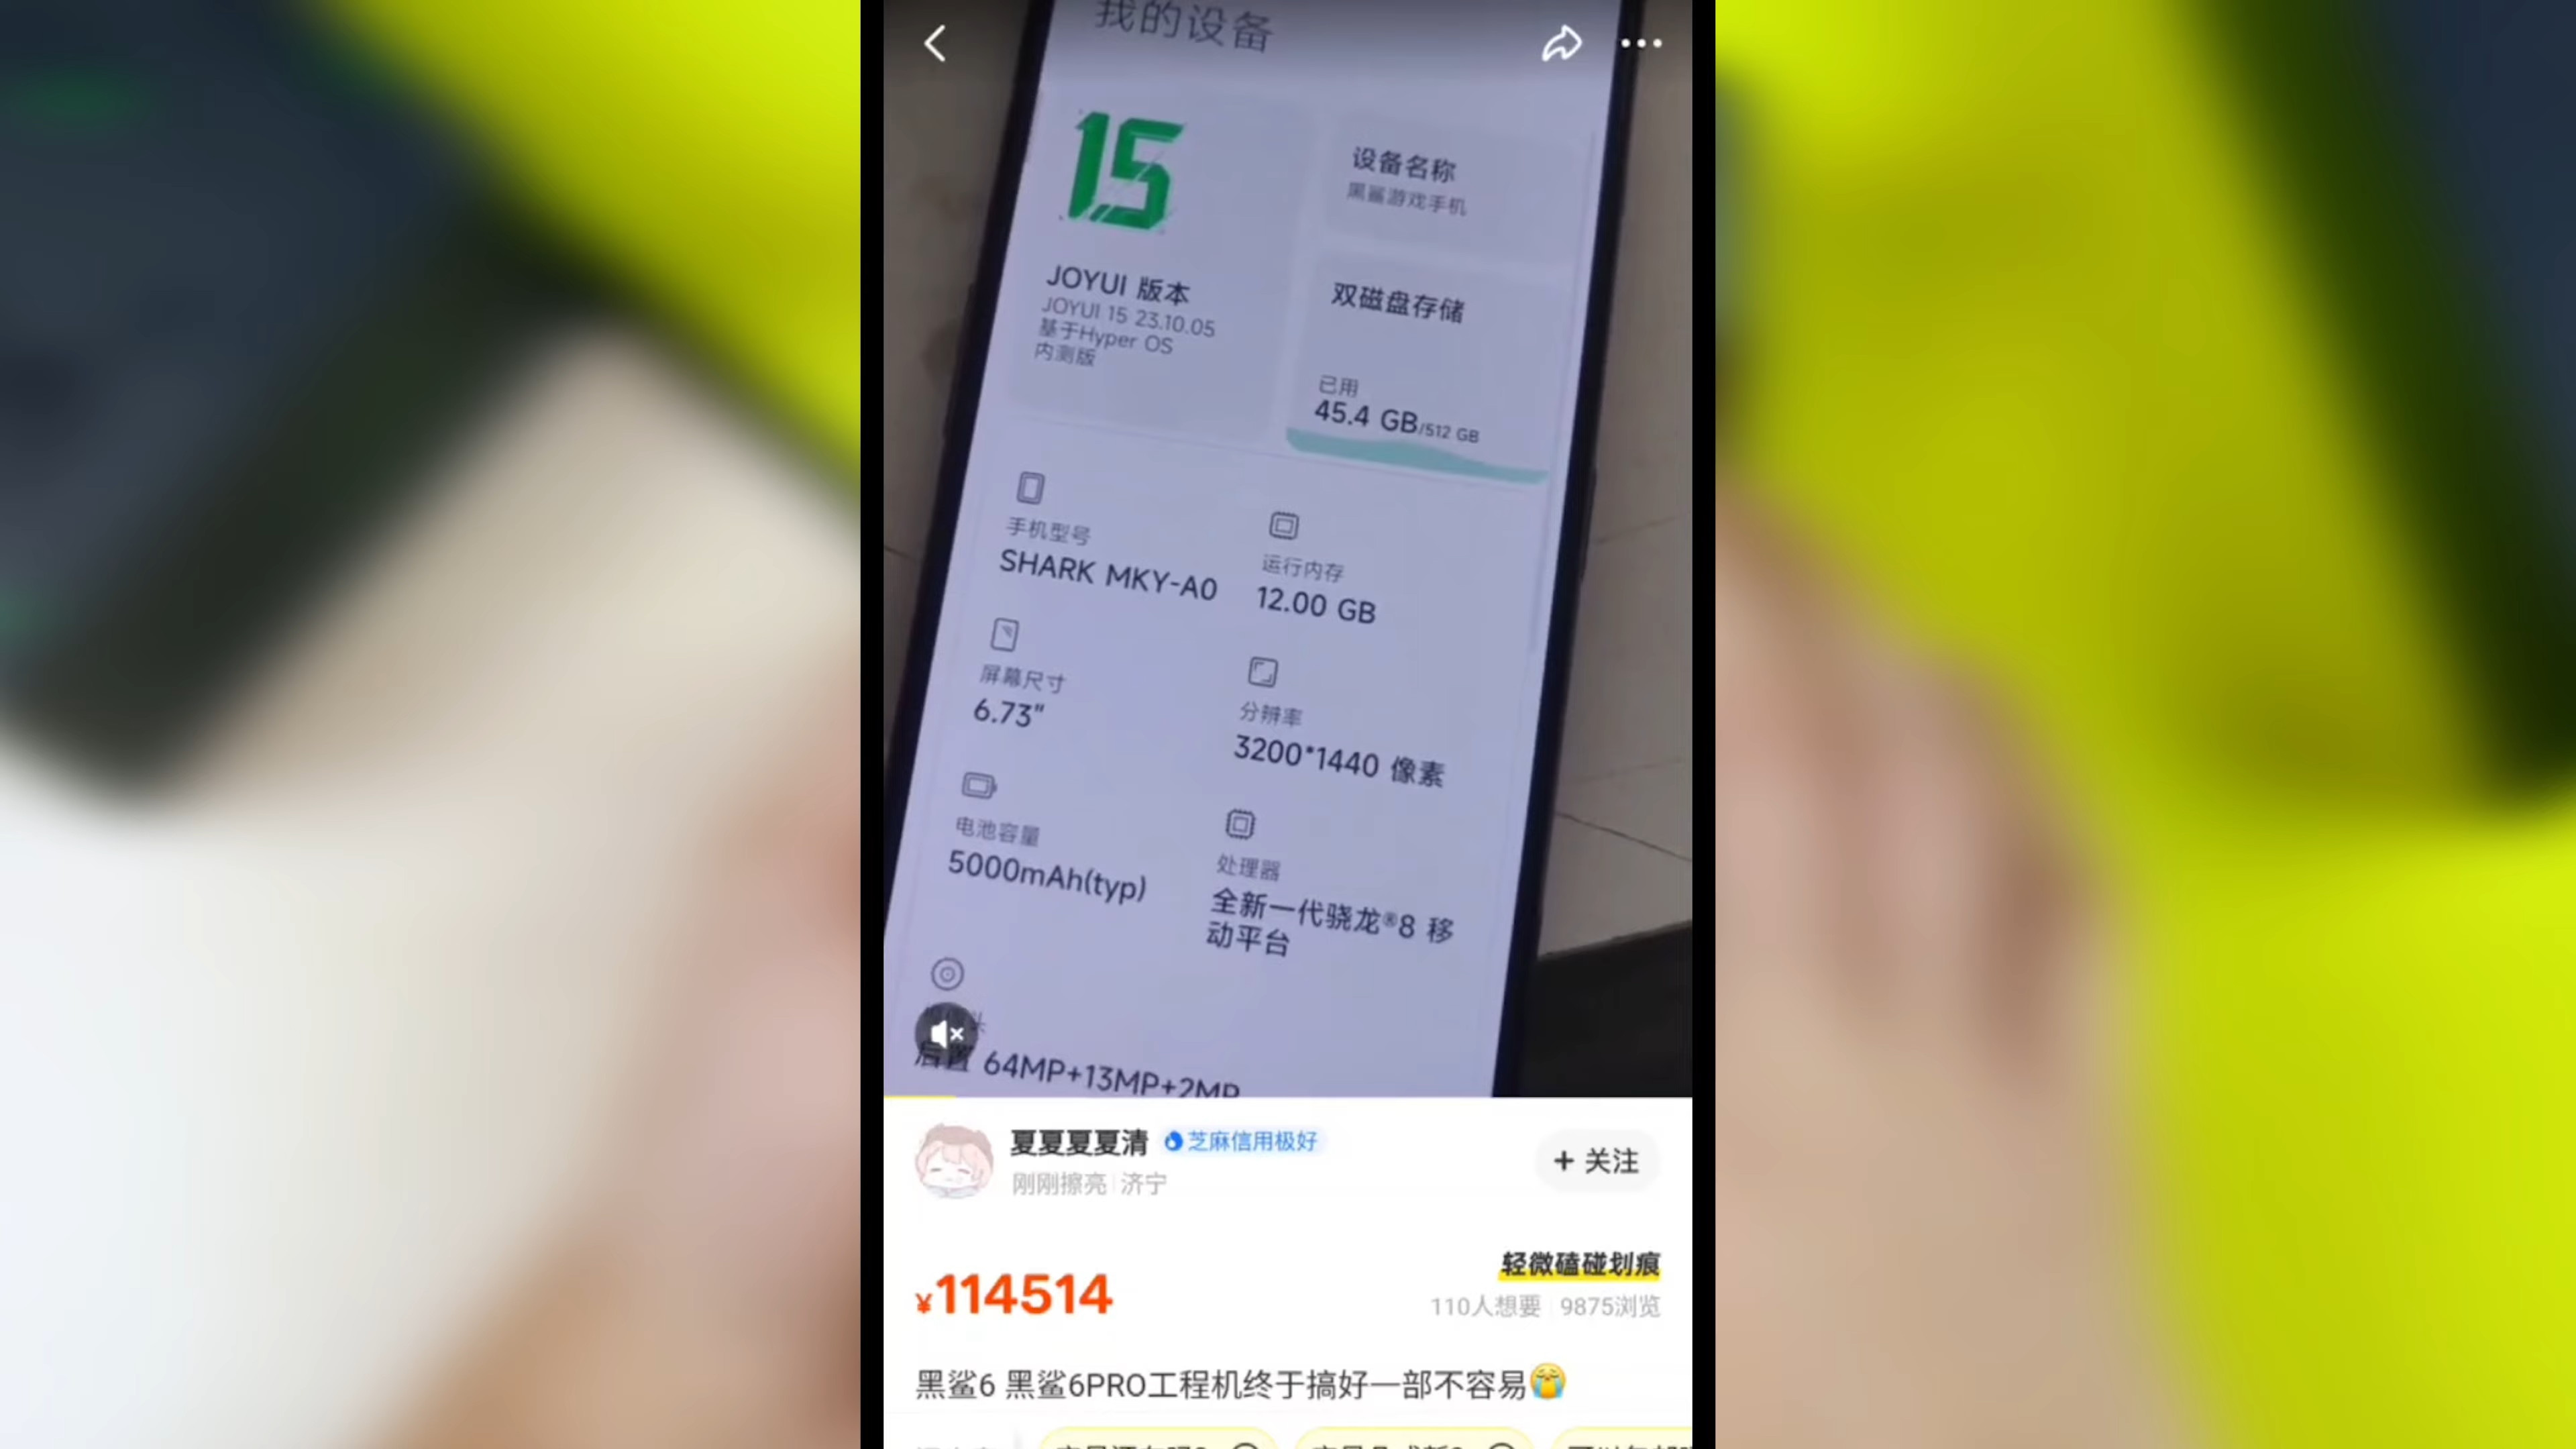 我的设备
15
JOYUI 版本
JOYUI 15 23.10.05
基于Hyper OS
内测版
设备名称
黑鲨游戏手机
双磁盘存储
已用
45.4 GB/512 GB
手机型号
SHARK MKY-A0
运行内存
12.00 GB
屏幕尺寸
6.73"
分辨率
3200*1440 像素
电池容量
5000mAh(typ)
处理器
全新一代骁龙®8 移
动平台
后置 64MP+13MP+2MP
夏夏夏夏清
芝麻信用极好
刚刚擦亮 | 济宁
+ 关注
¥114514
轻微磕碰划痕
110人想要 | 9875浏览
黑鲨6 黑鲨6PRO工程机终于搞好一部不容易😭